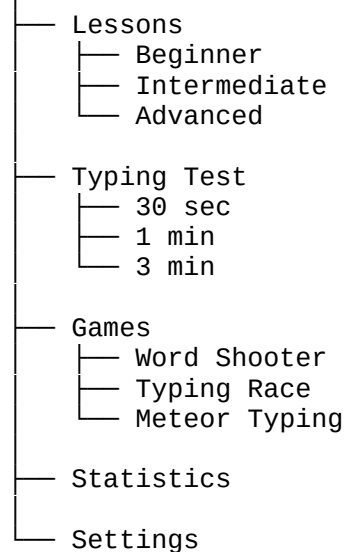 ├── Lessons
│   ├── Beginner
│   ├── Intermediate
│   └── Advanced
│
├── Typing Test
│   ├── 30 sec
│   ├── 1 min
│   └── 3 min
│
├── Games
│   ├── Word Shooter
│   ├── Typing Race
│   └── Meteor Typing
│
├── Statistics
│
└── Settings